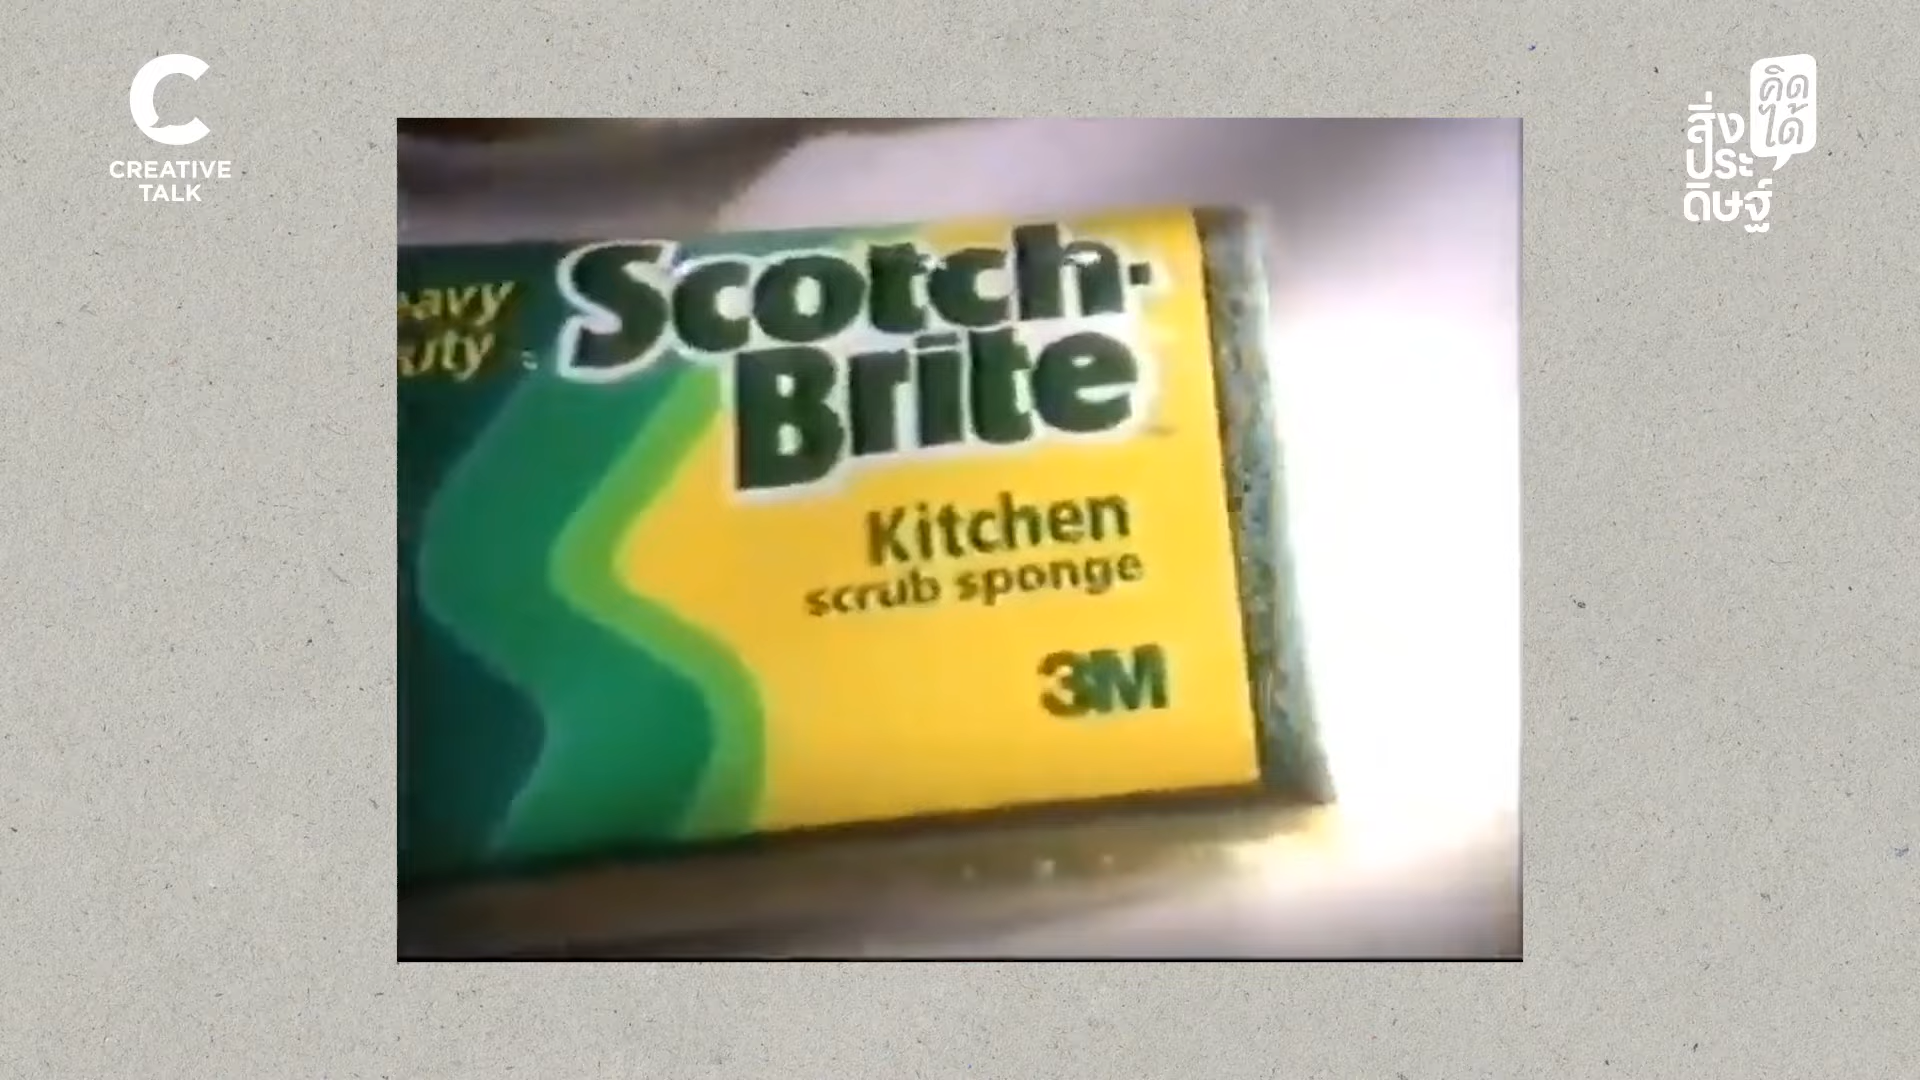 CREATIVE
TALK
คิด
ได้
สิ่ง
ประ
ดิษฐ์
Scotch-
Brite
Kitchen
scrub sponge
3M